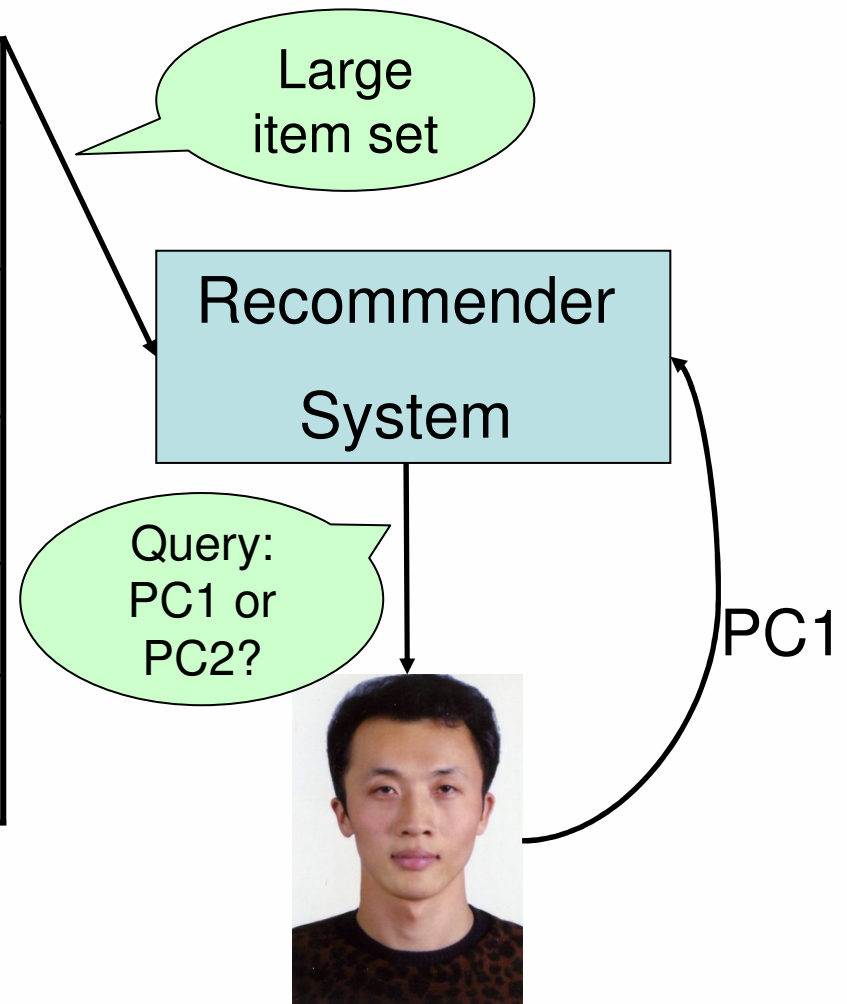 Large
item set
Recommender
System
Query:
PC1 or
PC2?
PC1